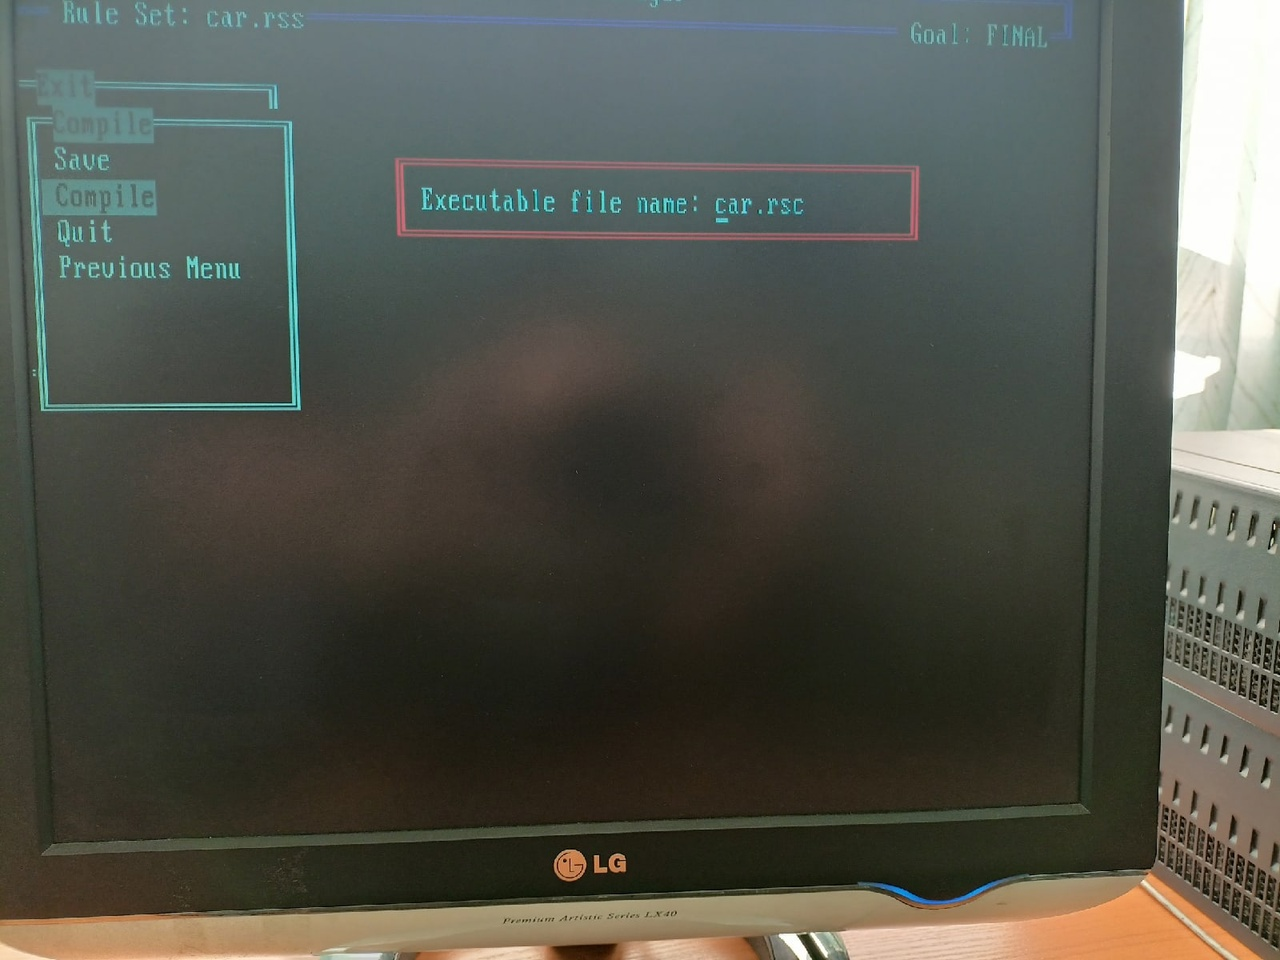 Rule Set: car.rss
Goal: FINAL
Exit
Compile
Save
Compile
Quit
Previous Menu
Executable file name: car.rsc
LG
Premium Artistic Series LX40